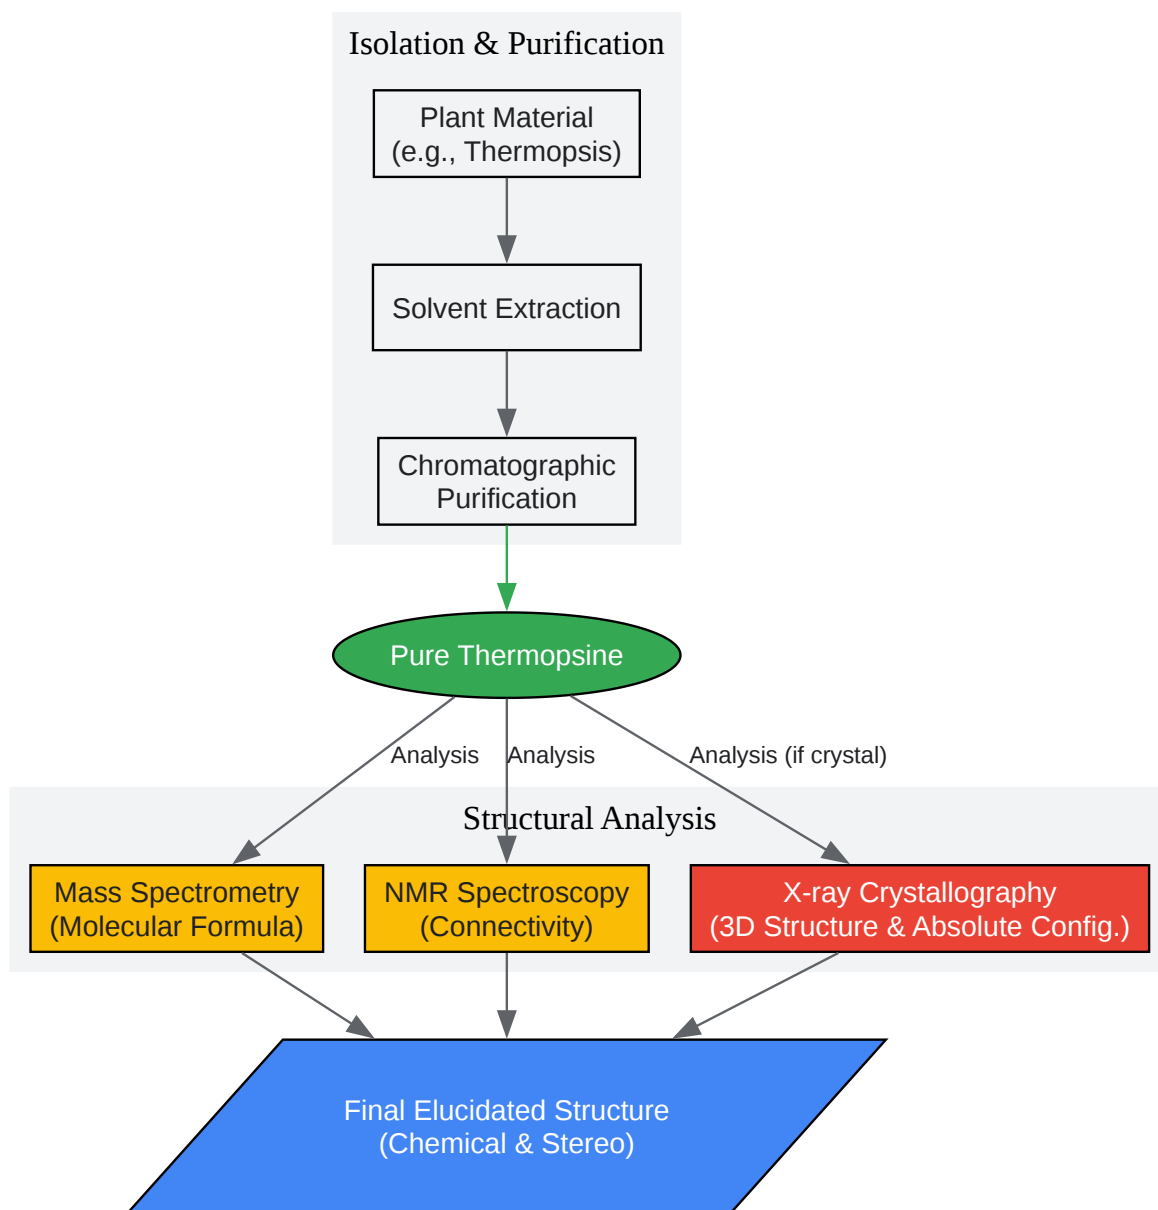 Isolation & Purification
Plant Material
(e.g., Thermopsis)
Solvent Extraction
Chromatographic
Purification
Pure Thermopsine
Analysis
Analysis
Analysis (if crystal)
Structural Analysis
Mass Spectrometry
(Molecular Formula)
NMR Spectroscopy
(Connectivity)
X-ray Crystallography
(3D Structure & Absolute Config.)
Final Elucidated Structure
(Chemical & Stereo)